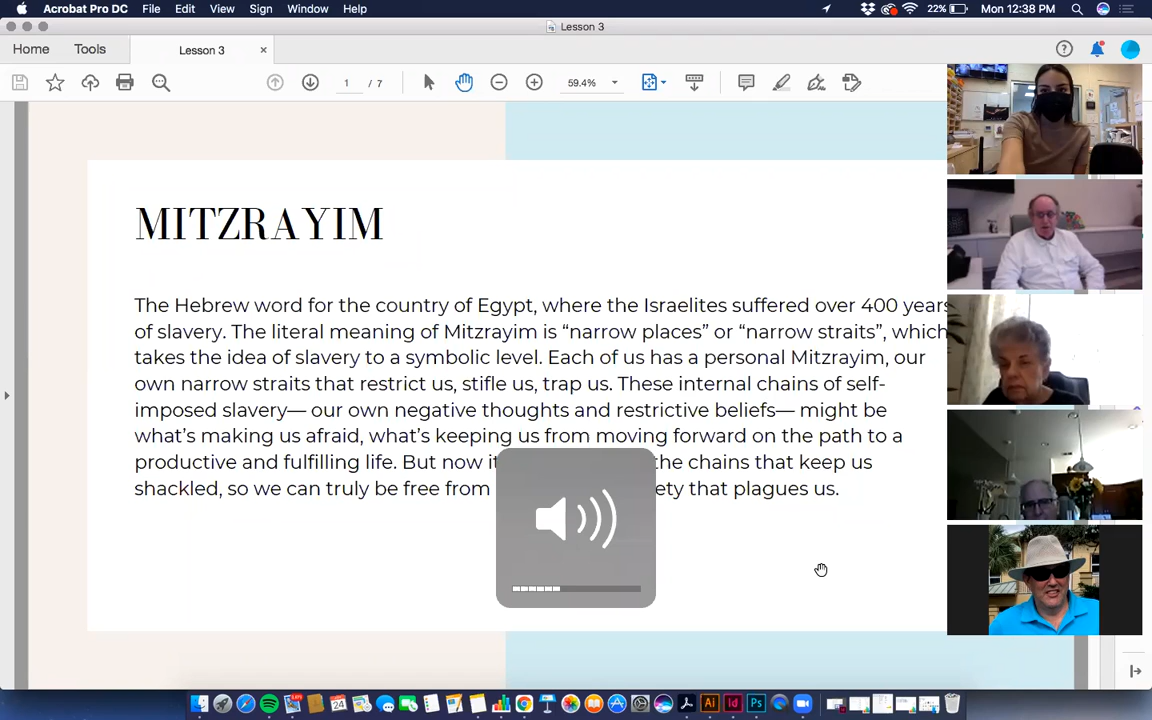 Acrobat Pro DC File Edit View Sign Window Help 22% Mon 12:38 PM
Lesson 3
Home Tools Lesson 3 ×
1 / 7 59.4%
MITZRAYIM
The Hebrew word for the country of Egypt, where the Israelites suffered over 400 years
of slavery. The literal meaning of Mitzrayim is “narrow places” or “narrow straits”, which
takes the idea of slavery to a symbolic level. Each of us has a personal Mitzrayim, our
own narrow straits that restrict us, stifle us, trap us. These internal chains of self-
imposed slavery— our own negative thoughts and restrictive beliefs— might be
what’s making us afraid, what’s keeping us from moving forward on the path to a
productive and fulfilling life. But now it the chains that keep us
shackled, so we can truly be free from ety that plagues us.
24
Ai Id Ps